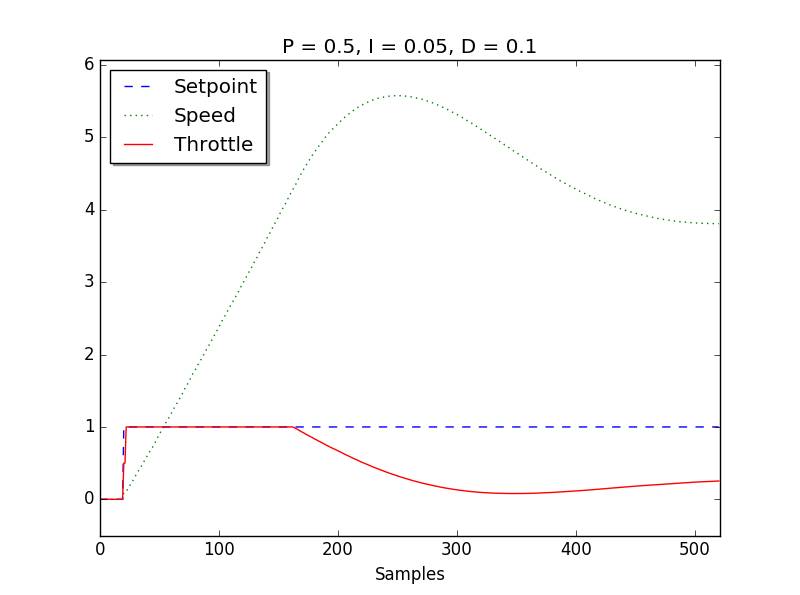 P = 0.5, I = 0.05, D = 0.1
6
Setpoint
Speed
Throttle
5
4
3
2
1
0
0 100 200 300 400 500
Samples